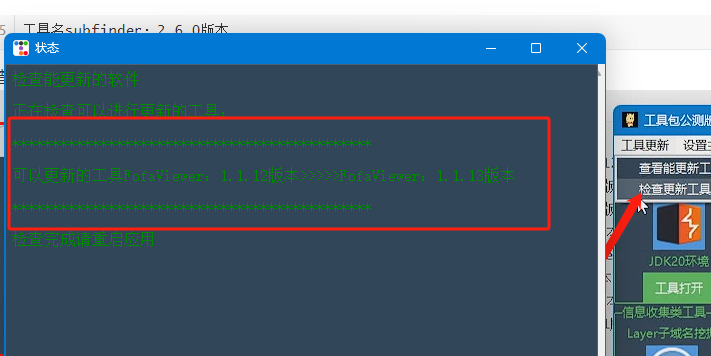 工具名subfinder：2.6.0版本
状态
检查能更新的软件
正在检查可以进行更新的工具：
******************************************
可以更新的工具EnfaVigger：1.1.12版本>>>>>EnfaVigger：1.1.13版本
******************************************
检查完成请重启应用
工具包公测版
工具更新 设置主
查看能更新工
检查更新工具
JDK20环境
工具打开
--信息收集类工具--
Layer子域名挖掘